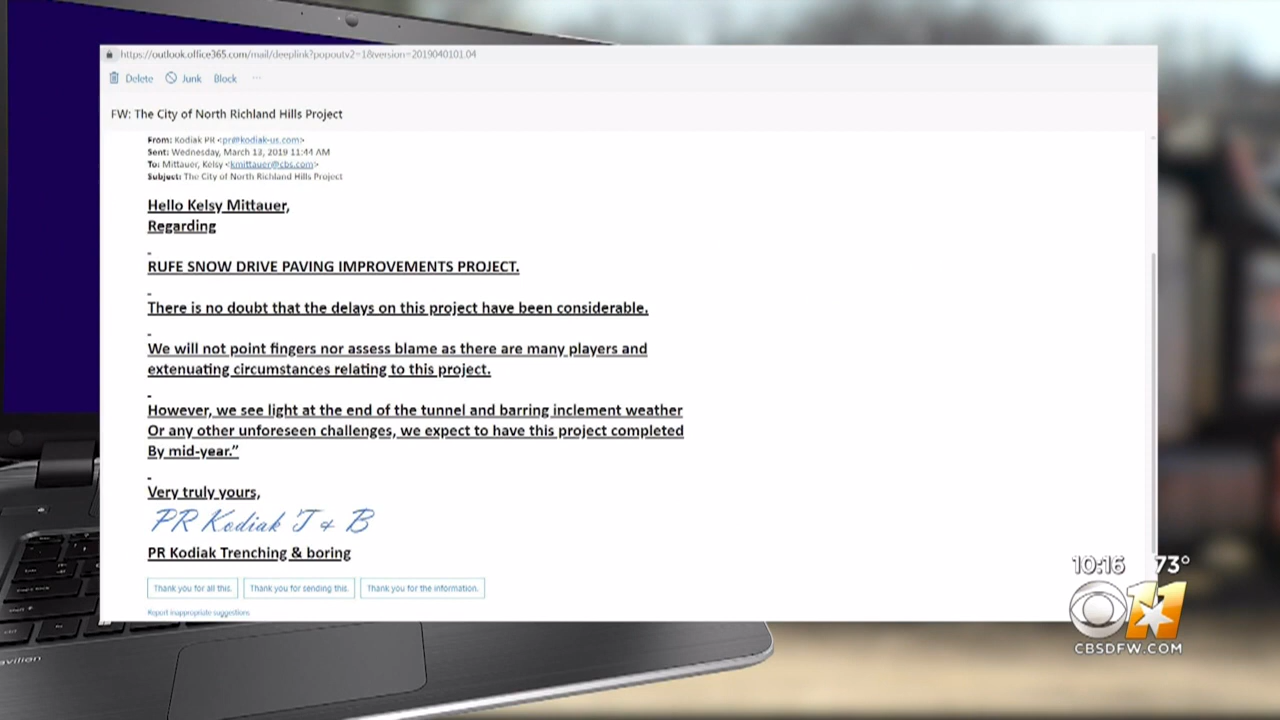 https://outlook.office365.com/mail/deeplink?popoutv2=1&version=2019040101.04
Delete Junk Block ...
FW: The City of North Richland Hills Project
From: Kodiak PR <pr@kodiak-us.com>
Sent: Wednesday, March 13, 2019 11:44 AM
To: Mittauer, Kelsy <kmittauer@cbs.com>
Subject: The City of North Richland Hills Project
Hello Kelsy Mittauer,
Regarding
RUFE SNOW DRIVE PAVING IMPROVEMENTS PROJECT.
There is no doubt that the delays on this project have been considerable.
We will not point fingers nor assess blame as there are many players and
extenuating circumstances relating to this project.
However, we see light at the end of the tunnel and barring inclement weather
Or any other unforeseen challenges, we expect to have this project completed
By mid-year.”
Very truly yours,
PR Kodiak T & B
PR Kodiak Trenching & boring
Thank you for all this. Thank you for sending this. Thank you for the information.
Report inappropriate suggestions
avilion
10:16 73°
11
CBSDFW.COM